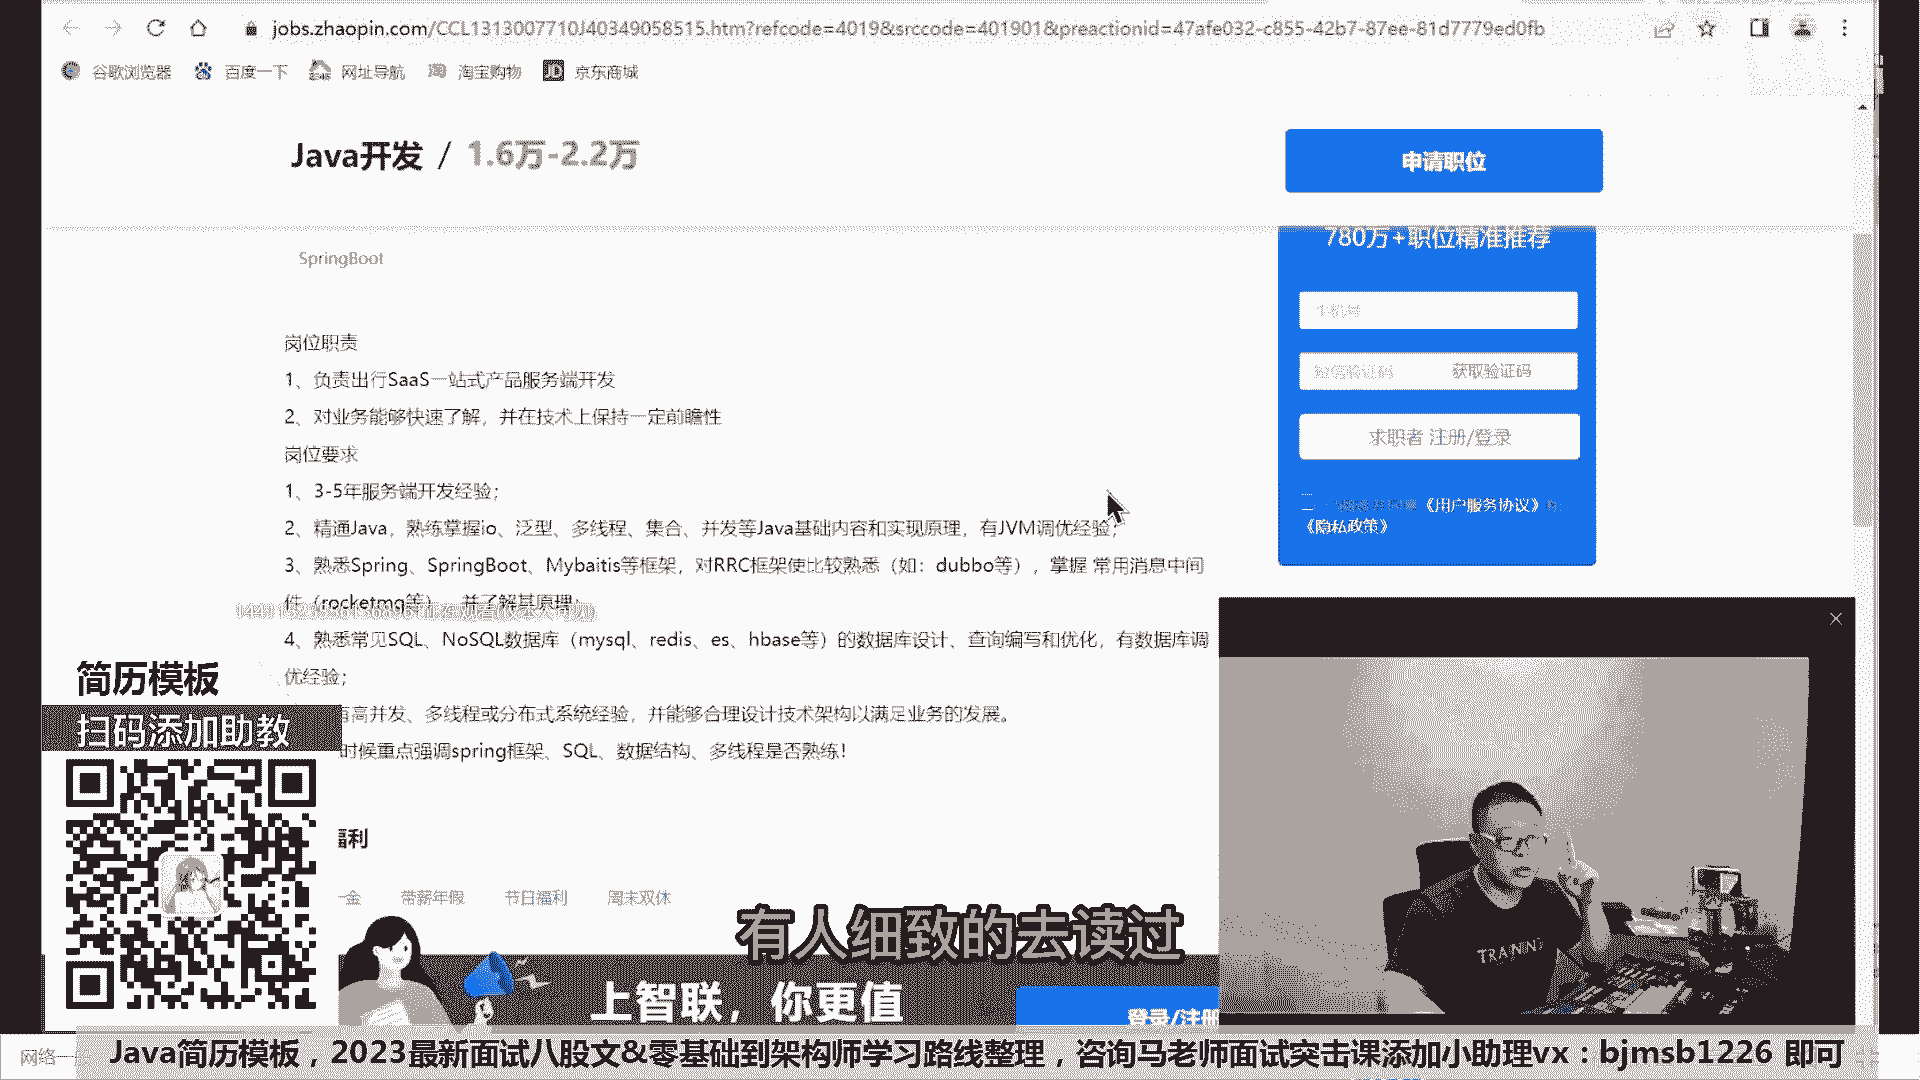 jobs.zhaopin.com/CCL1313007710J40349058515.htm?refcode=4019&srccode=401901&preactionid=47afe032-c855-42b7-87ee-81d7779ed0fb
谷歌浏览器 百度一下 网址导航 淘宝购物 JD 京东商城
Java开发 / 1.6万-2.2万
申请职位
780万+职位精准推荐
SpringBoot
手机号
岗位职责
1、负责出行SaaS一站式产品服务端开发
短信验证码 获取验证码
2、对业务能够快速了解，并在技术上保持一定前瞻性
求职者 注册/登录
岗位要求
1、3-5年服务端开发经验；
《用户服务协议》
《隐私政策》
2、精通Java，熟练掌握io、泛型、多线程、集合、并发等Java基础内容和实现原理，有JVM调优经验；
3、熟悉Spring、SpringBoot、Mybaitis等框架，对RRC框架使比较熟悉（如：dubbo等），掌握 常用消息中间
件（rocketmq等），并了解其原理；
4、熟悉常见SQL、NoSQL数据库（mysql、redis、es、hbase等）的数据库设计、查询编写和优化，有数据库调
优经验；
有高并发、多线程或分布式系统经验，并能够合理设计技术架构以满足业务的发展。
时候重点强调spring框架、SQL、数据结构、多线程是否熟练！
简历模板
扫码添加助教
福利
一金 带薪年假 节日福利 周末双休
有人细致的去读过
TRAININ
上智联，你更值
登录/注册
网络一
Java简历模板，2023最新面试八股文&零基础到架构师学习路线整理，咨询马老师面试突击课添加小助理vx：bjmsb1226 即可